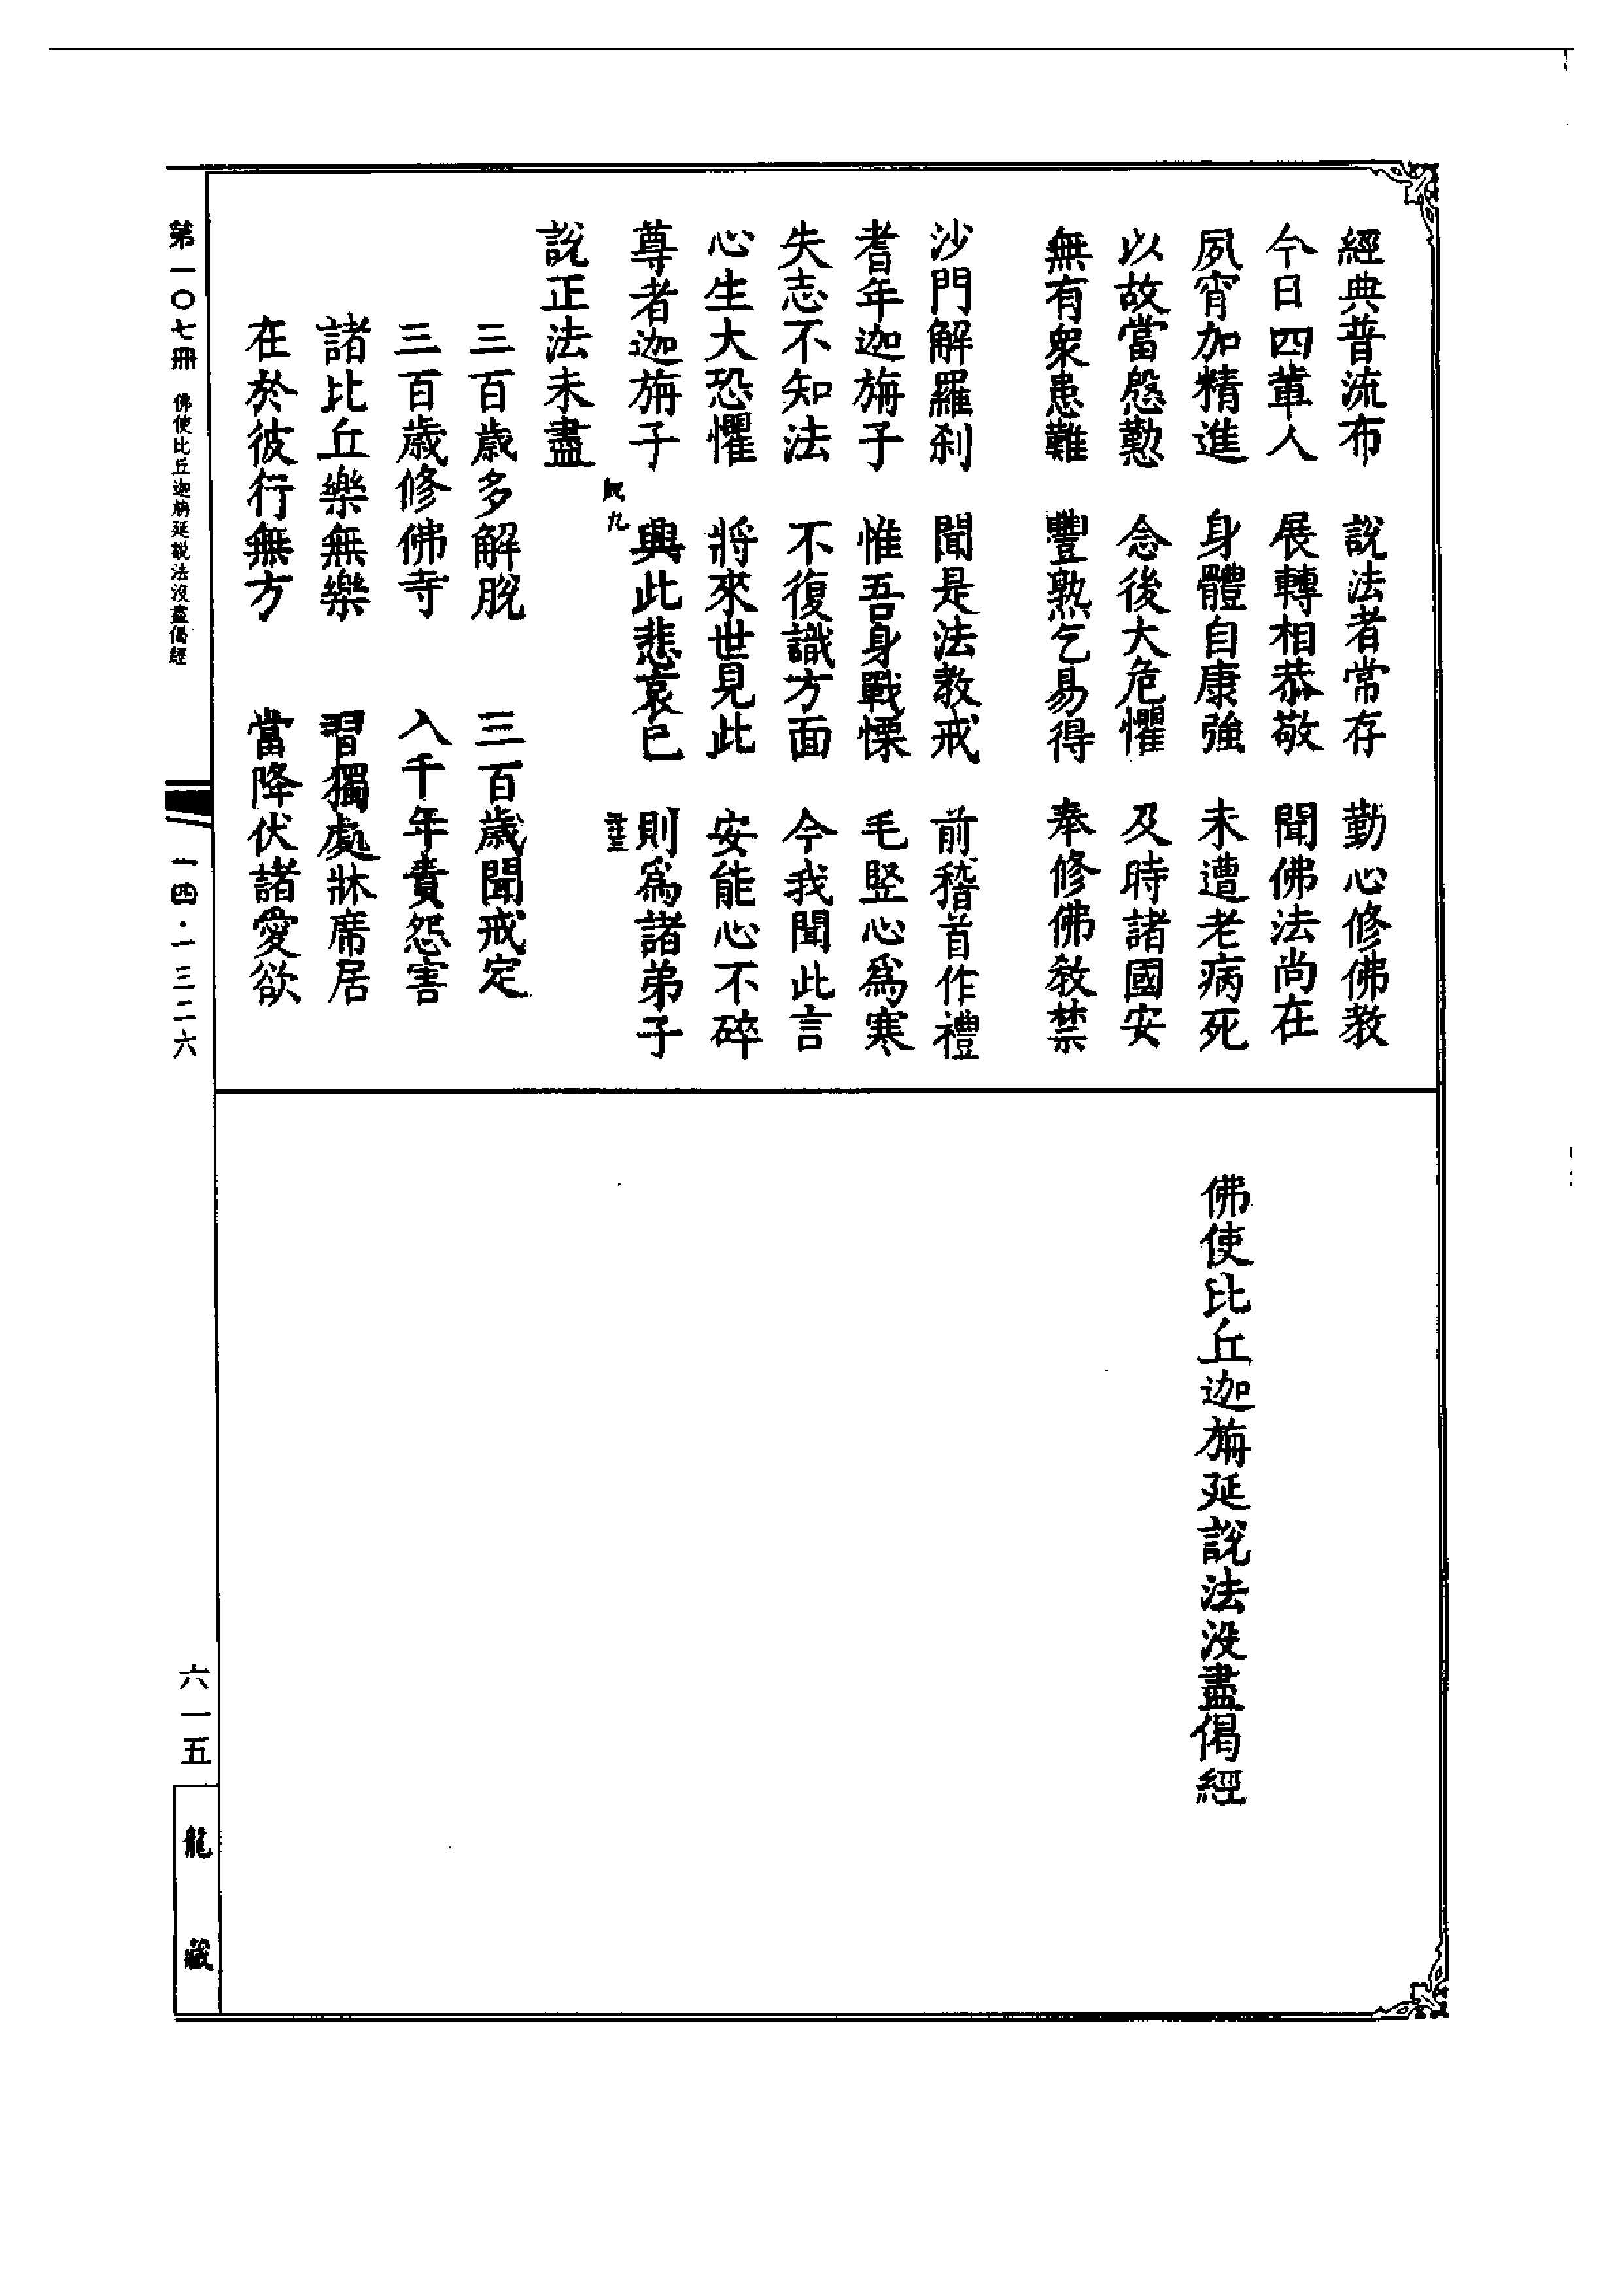 經典普流布　說法者常存　勤心修佛教
今日四輩人　展轉相恭敬　聞佛法尚在
夙宵加精進　身體自康強　未遭老病死
以故當慇懃　念後大危懼　及時諸國安
無有衆患難　豐熟乞易得　奉修佛教禁
沙門解羅刹　聞是法教戒　前稽首作禮
耆年迦旃子　惟吾身戰慄　毛竪心爲寒
失志不知法　不復識方面　今我聞此言
心生大恐懼　將來世見此　安能心不碎
尊者迦旃子　興此悲哀已　則爲諸弟子
說正法未盡
三百歲多解脫　三百歲聞戒定
三百歲修佛寺　入千年責怨害
諸比丘樂無樂　習獨處牀席居
在於彼行無方　當降伏諸愛欲
佛使比丘迦旃延說法沒盡偈經
第一〇七冊　佛使比丘迦旃延說法沒盡偈經
一四·一三二六
六一五
龍藏